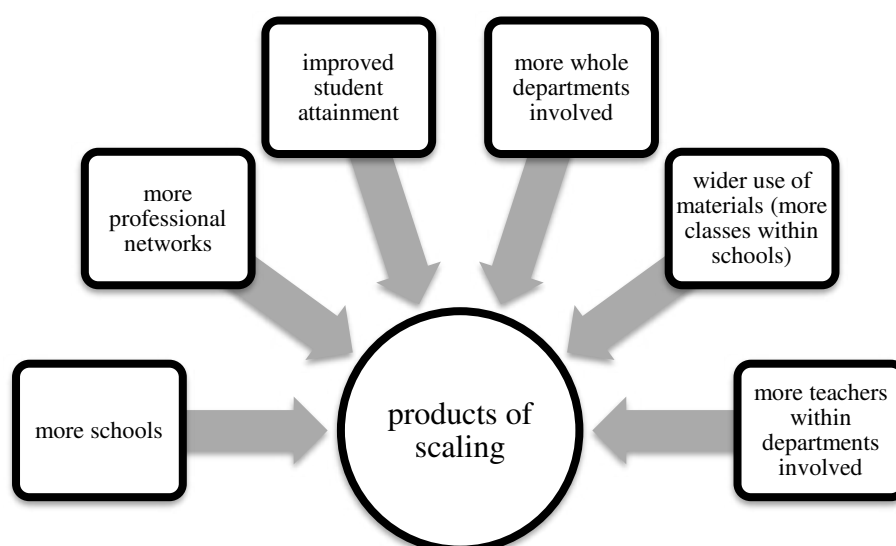 improved
student
attainment
more whole
departments
involved
more
professional
networks
wider use of
materials (more
classes within
schools)
more schools
products of
scaling
more teachers
within
departments
involved